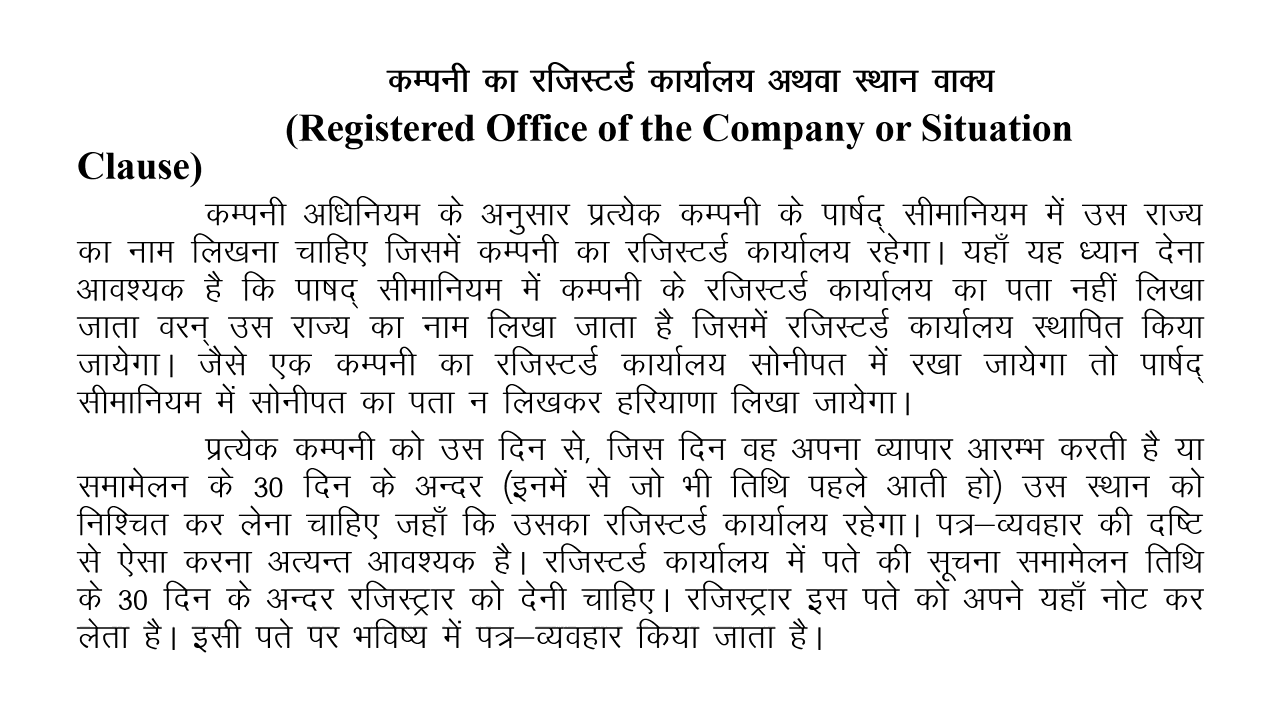 कम्पनी का रजिस्टर्ड कार्यालय अथवा स्थान वाक्य
(Registered Office of the Company or Situation
Clause)
कम्पनी अधिनियम के अनुसार प्रत्येक कम्पनी के पार्षद् सीमानियम में उस राज्य
का नाम लिखना चाहिए जिसमें कम्पनी का रजिस्टर्ड कार्यालय रहेगा। यहाँ यह ध्यान देना
आवश्यक है कि पाषद् सीमानियम में कम्पनी के रजिस्टर्ड कार्यालय का पता नहीं लिखा
जाता वरन् उस राज्य का नाम लिखा जाता है जिसमें रजिस्टर्ड कार्यालय स्थापित किया
जायेगा। जैसे एक कम्पनी का रजिस्टर्ड कार्यालय सोनीपत में रखा जायेगा तो पार्षद्
सीमानियम में सोनीपत का पता न लिखकर हरियाणा लिखा जायेगा।
प्रत्येक कम्पनी को उस दिन से, जिस दिन वह अपना व्यापार आरम्भ करती है या
समामेलन के 30 दिन के अन्दर (इनमें से जो भी तिथि पहले आती हो) उस स्थान को
निश्चित कर लेना चाहिए जहाँ कि उसका रजिस्टर्ड कार्यालय रहेगा। पत्र–व्यवहार की दष्टि
से ऐसा करना अत्यन्त आवश्यक है। रजिस्टर्ड कार्यालय में पते की सूचना समामेलन तिथि
के 30 दिन के अन्दर रजिस्ट्रार को देनी चाहिए। रजिस्ट्रार इस पते को अपने यहाँ नोट कर
लेता है। इसी पते पर भविष्य में पत्र–व्यवहार किया जाता है।